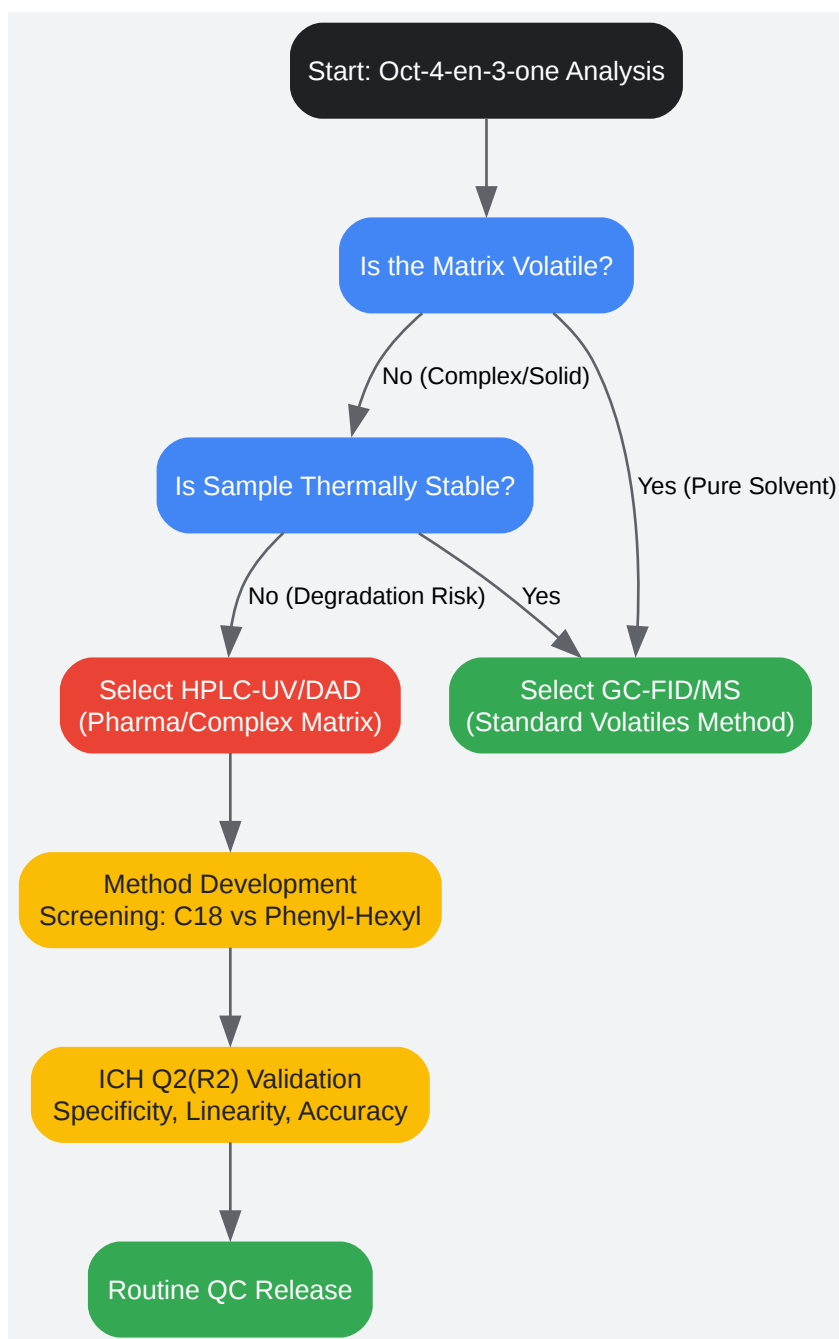 Start: Oct-4-en-3-one Analysis
Is the Matrix Volatile?
No (Complex/Solid)
Is Sample Thermally Stable?
Yes (Pure Solvent)
No (Degradation Risk)
Yes
Select HPLC-UV/DAD
(Pharma/Complex Matrix)
Select GC-FID/MS
(Standard Volatiles Method)
Method Development
Screening: C18 vs Phenyl-Hexyl
ICH Q2(R2) Validation
Specificity, Linearity, Accuracy
Routine QC Release